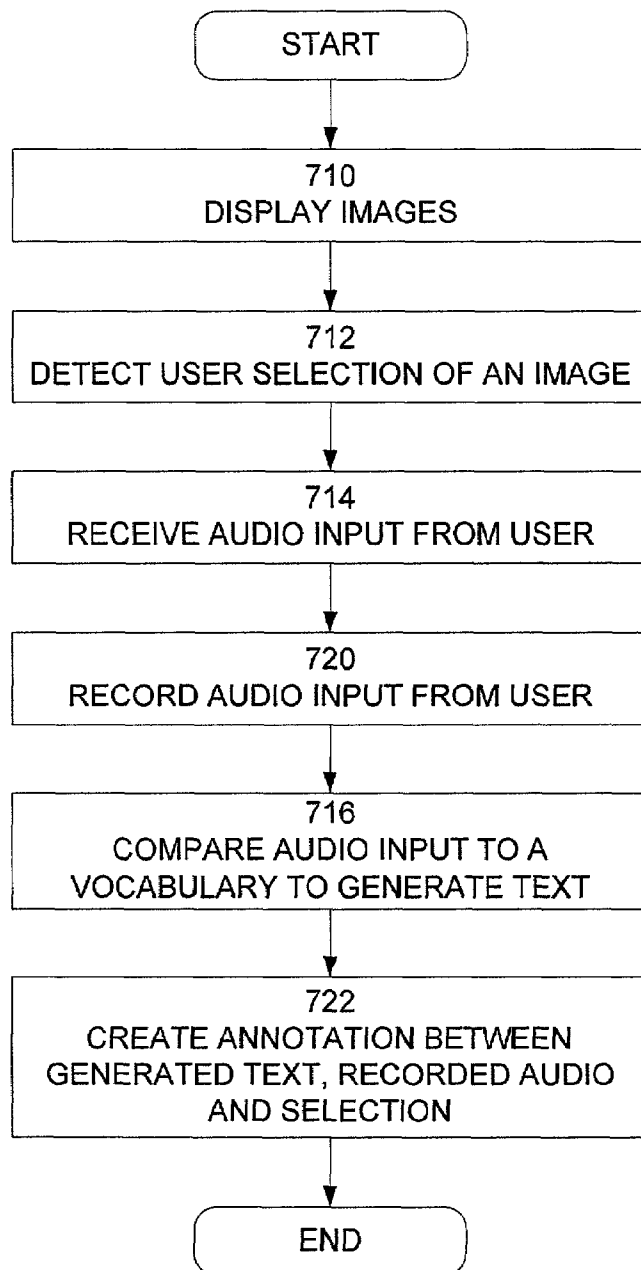 START
710
DISPLAY IMAGES
712
DETECT USER SELECTION OF AN IMAGE
714
RECEIVE AUDIO INPUT FROM USER
720
RECORD AUDIO INPUT FROM USER
716
COMPARE AUDIO INPUT TO A
VOCABULARY TO GENERATE TEXT
722
CREATE ANNOTATION BETWEEN
GENERATED TEXT, RECORDED AUDIO
AND SELECTION
END